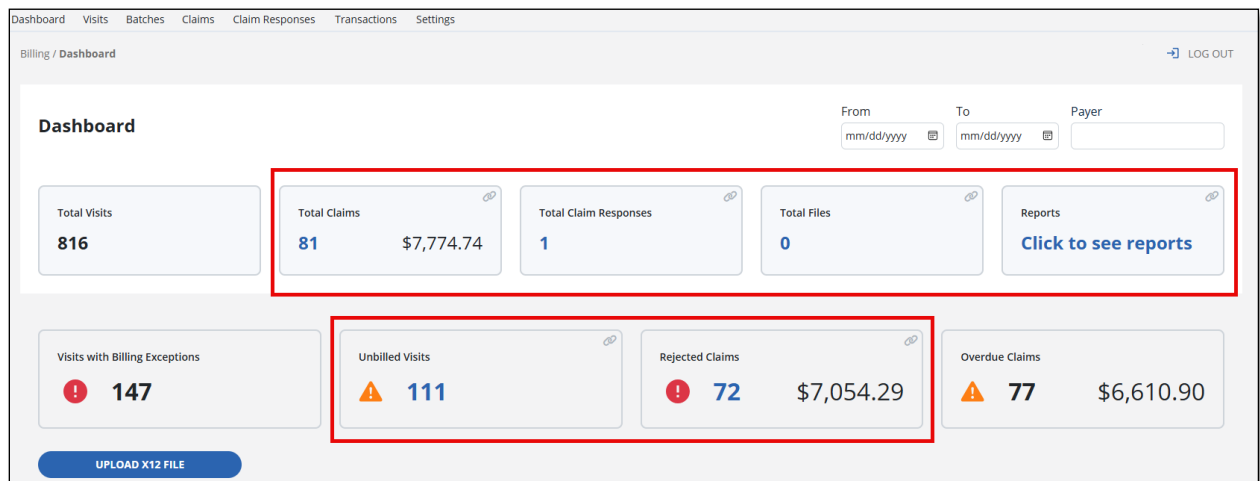 Dashboard Visits Batches Claims Claim Responses Transactions Settings
Billing / Dashboard
LOG OUT
Dashboard
From To Payer
mm/dd/yyyy mm/dd/yyyy
Total Visits
816
Total Claims
81 $7,774.74
Total Claim Responses
1
Total Files
0
Reports
Click to see reports
Visits with Billing Exceptions
147
Unbilled Visits
111
Rejected Claims
72 $7,054.29
Overdue Claims
77 $6,610.90
UPLOAD X12 FILE